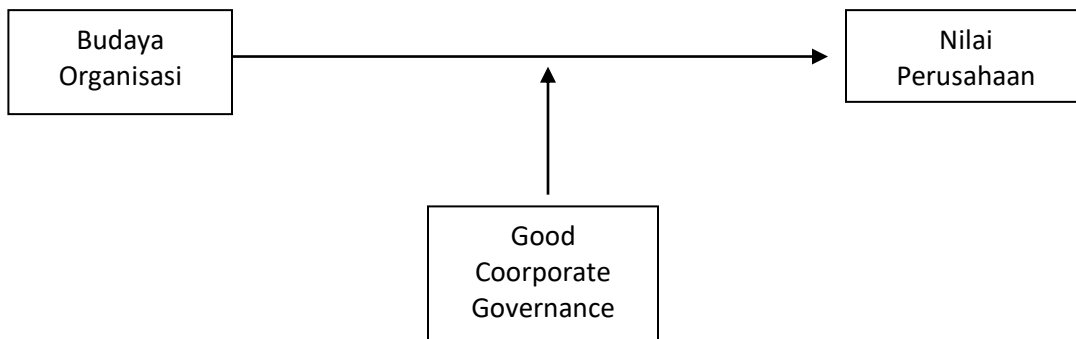 Budaya
Organisasi
Nilai
Perusahaan
Good
Coorporate
Governance